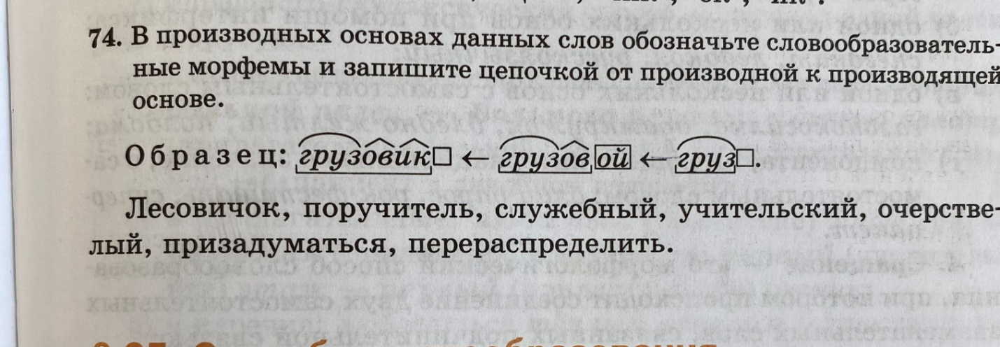 74. В производных основах данных слов обозначьте словообразователь-
ные морфемы и запишите цепочкой от производной к производящей
основе.
Образец: грузовик ← грузовой ← груз.
Лесовичок, поручитель, служебный, учительский, очерстве-
лый, призадуматься, перераспределить.